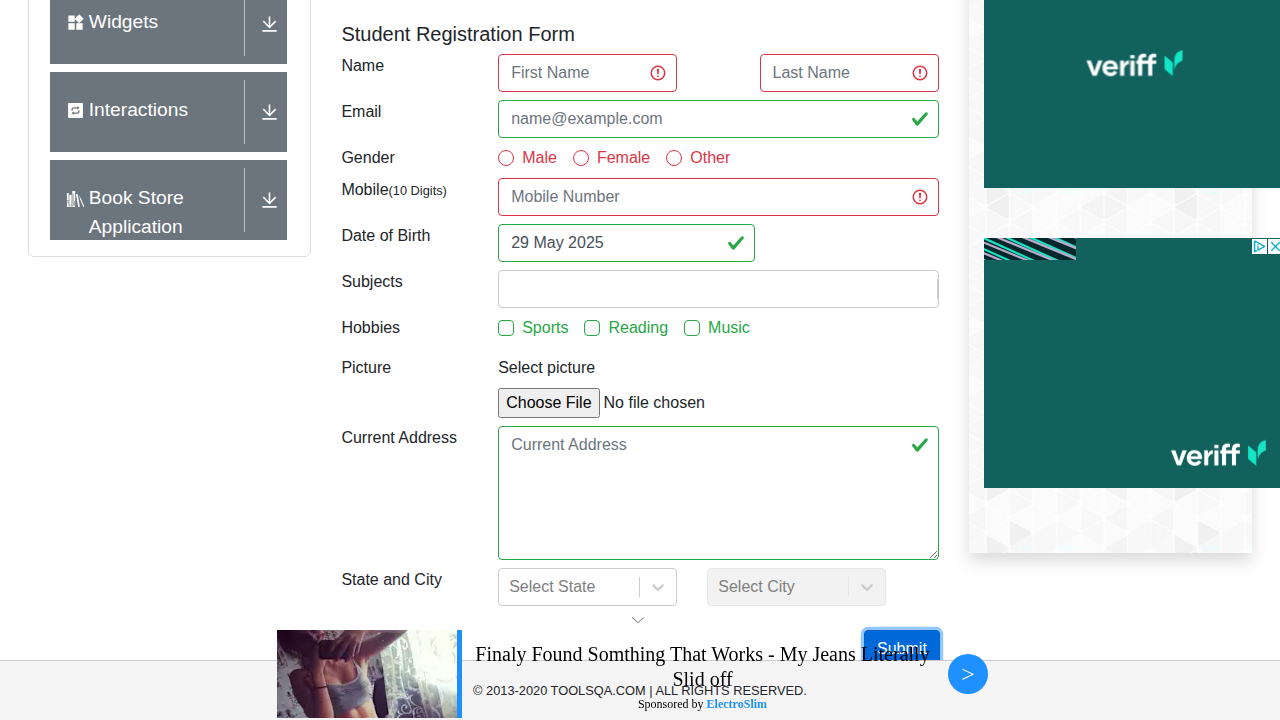 Widgets
Interactions
Book Store
Application
Student Registration Form
Name
First Name
Last Name
Email
name@example.com
Gender
Male
Female
Other
Mobile(10 Digits)
Mobile Number
Date of Birth
29 May 2025
Subjects
Hobbies
Sports
Reading
Music
Picture
Select picture
Choose File No file chosen
Current Address
Current Address
State and City
Select State
Select City
Submit
Finaly Found Somthing That Works - My Jeans Literally
Slid off
Sponsored by ElectroSlim
>
© 2013-2020 TOOLSQA.COM | ALL RIGHTS RESERVED.
veriff
veriff